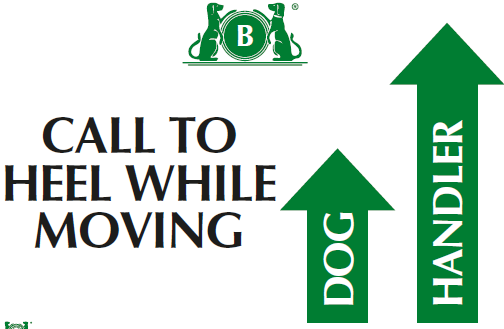 B ®
CALL TO
HEEL WHILE
MOVING
DOG
HANDLER